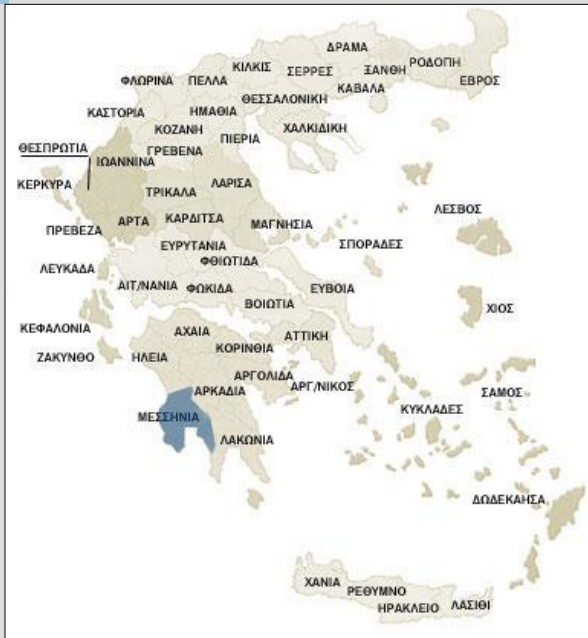 ΔΡΑΜΑ
ΚΙΛΚΙΣ
ΣΕΡΡΕΣ
ΞΑΝΘΗ
ΡΟΔΟΠΗ
ΦΛΩΡΙΝΑ
ΠΕΛΛΑ
ΕΒΡΟΣ
ΚΑΒΑΛΑ
ΘΕΣΣΑΛΟΝΙΚΗ
ΚΑΣΤΟΡΙΑ
ΗΜΑΘΙΑ
ΚΟΖΑΝΗ
ΧΑΛΚΙΔΙΚΗ
ΠΙΕΡΙΑ
ΘΕΣΠΡΩΤΙΑ
ΓΡΕΒΕΝΑ
ΙΩΑΝΝΙΝΑ
ΚΕΡΚΥΡΑ
ΤΡΙΚΑΛΑ
ΛΑΡΙΣΑ
ΛΕΣΒΟΣ
ΠΡΕΒΕΖΑ
ΑΡΤΑ
ΚΑΡΔΙΤΣΑ
ΜΑΓΝΗΣΙΑ
ΕΥΡΥΤΑΝΙΑ
ΣΠΟΡΑΔΕΣ
ΦΘΙΩΤΙΔΑ
ΛΕΥΚΑΔΑ
ΑΙΤ/ΝΑΝΙΑ
ΦΩΚΙΔΑ
ΕΥΒΟΙΑ
ΒΟΙΩΤΙΑ
ΧΙΟΣ
ΚΕΦΑΛΟΝΙΑ
ΑΧΑΙΑ
ΑΤΤΙΚΗ
ΚΟΡΙΝΘΙΑ
ΖΑΚΥΝΘΟ
ΗΛΕΙΑ
ΑΡΓΟΛΙΔΑ
ΑΡΓ/ΝΙΚΟΣ
ΑΡΚΑΔΙΑ
ΣΑΜΟΣ
ΚΥΚΛΑΔΕΣ
ΜΕΣΣΗΝΙΑ
ΛΑΚΩΝΙΑ
ΔΩΔΕΚΑΗΣΑ
ΧΑΝΙΑ
ΡΕΘΥΜΝΟ
ΗΡΑΚΛΕΙΟ
ΛΑΣΙΘΙ